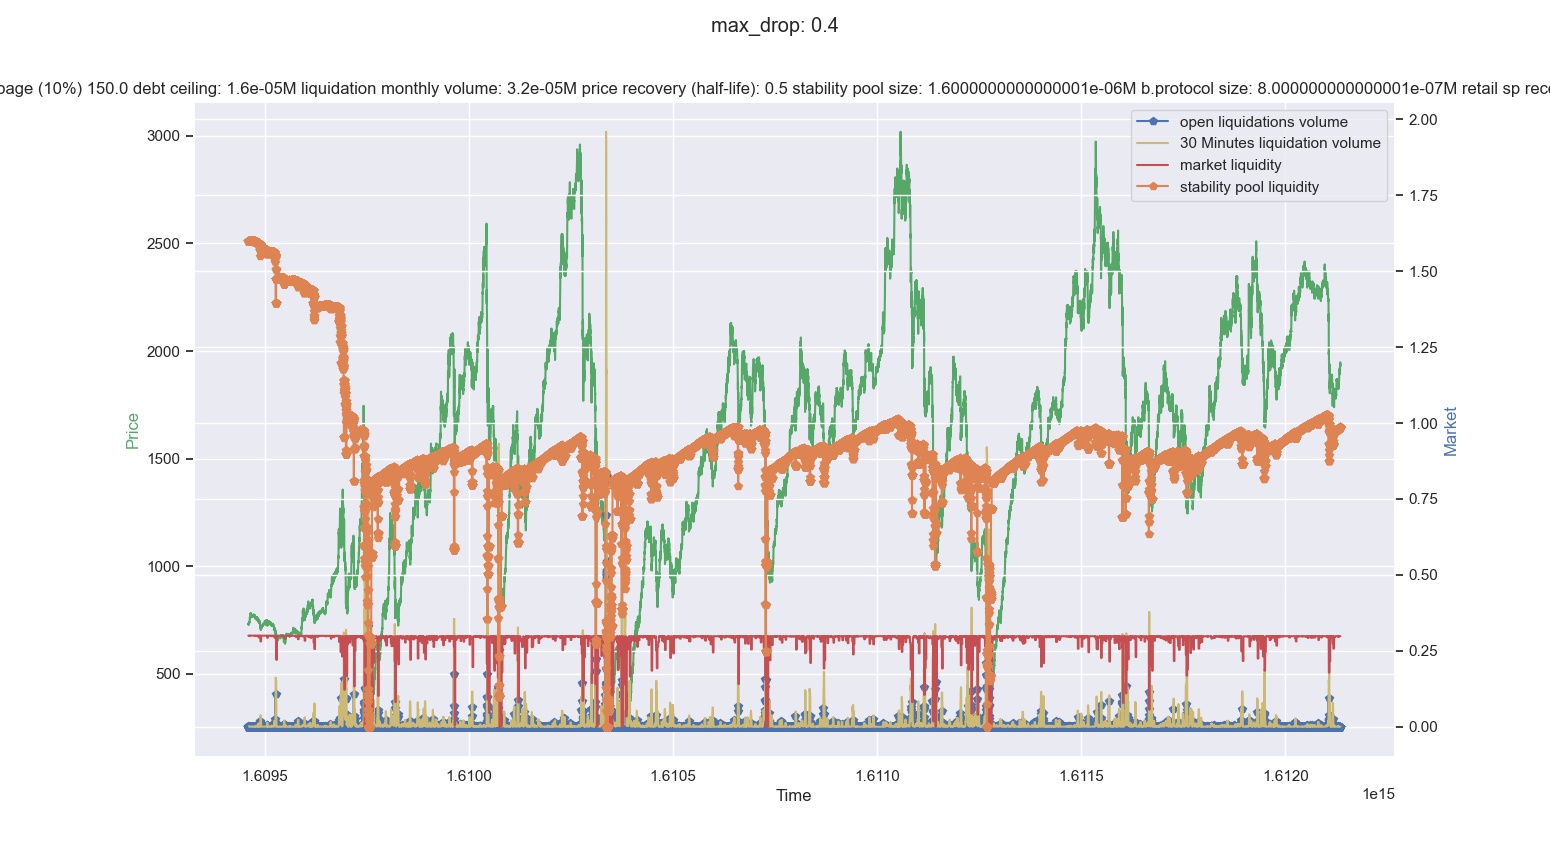 max_drop: 0.4
page (10%) 150.0 debt ceiling: 1.6e-05M liquidation monthly volume: 3.2e-05M price recovery (half-life): 0.5 stability pool size: 1.6000000000000001e-06M b.protocol size: 8.000000000000001e-07M retail sp reco
open liquidations volume
30 Minutes liquidation volume
market liquidity
stability pool liquidity
3000
2500
2000
1500
1000
500
Price
2.00
1.75
1.50
1.25
1.00
0.75
0.50
0.25
0.00
Market
1.6095
1.6100
1.6105
1.6110
1.6115
1.6120
Time
1e15